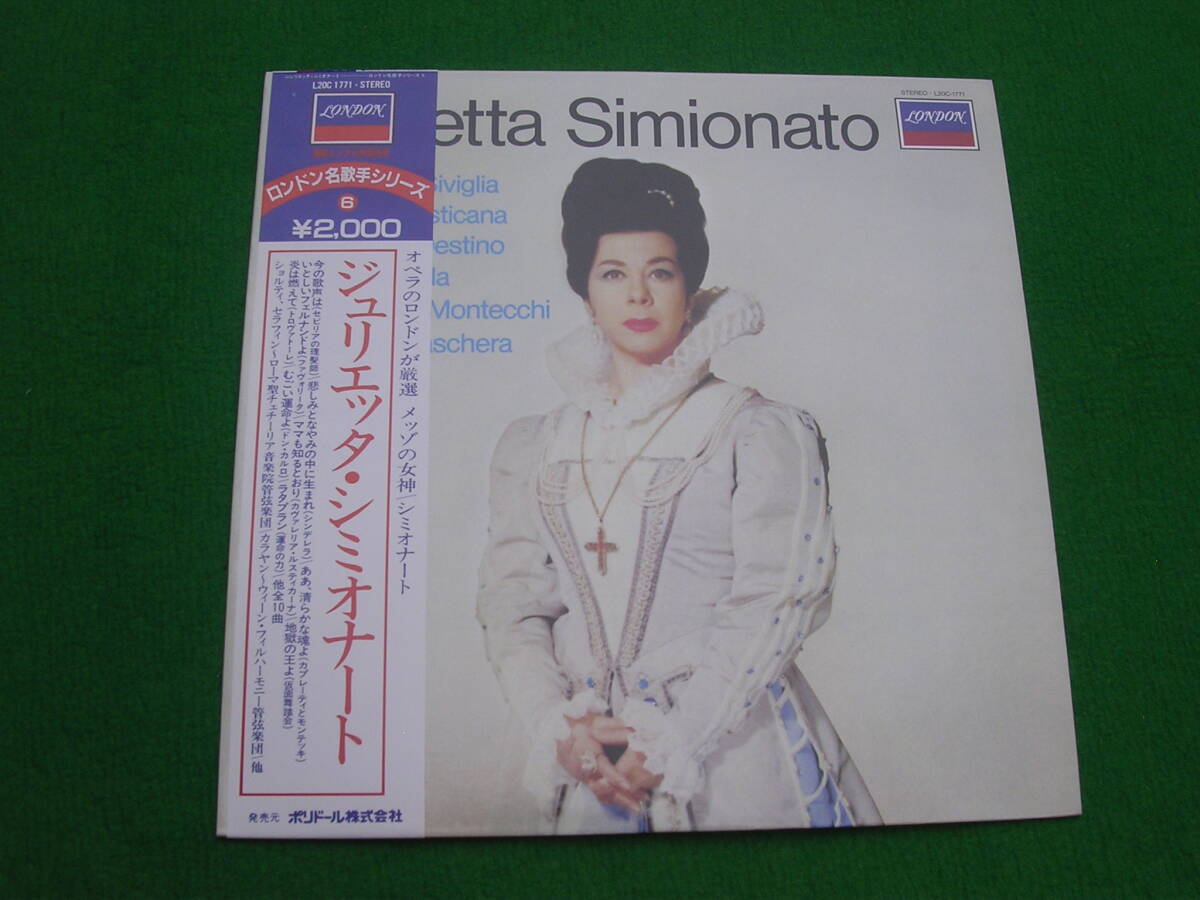 L20C 1771・STEREO
LONDON
ロンドン名歌手シリーズ
6
¥2,000
オペラのロンドンが厳選 メッゾの女神/シミオナート
ジュリエッタ・シミオナート
今の歌声は(セビリアの理髪師)/悲しみとなやみの中に生まれ(シンデレラ)/ああ、清らかな魂よ(カプレーティとモンテッキ)
いとしいフェルナンドよ(ファヴォリータ)/ママも知るとおり(カヴァレリア・ルスティカーナ)/地獄の王よ(仮面舞踏会)
炎は燃えて(トロヴァトーレ)/むごい運命よ(ドン・カルロ)/ラタプラン(運命の力)/他全10曲
ショルティ、セラフィン〜ローマ聖チェチーリア音楽院管弦楽団/カラヤン〜ウィーン・フィルハーモニー管弦楽団/他
発売元 ポリドール株式会社
etta Simionato
STEREO・L20C-1771
LONDON
Siviglia
sticana
estino
la
Montecchi
aschera